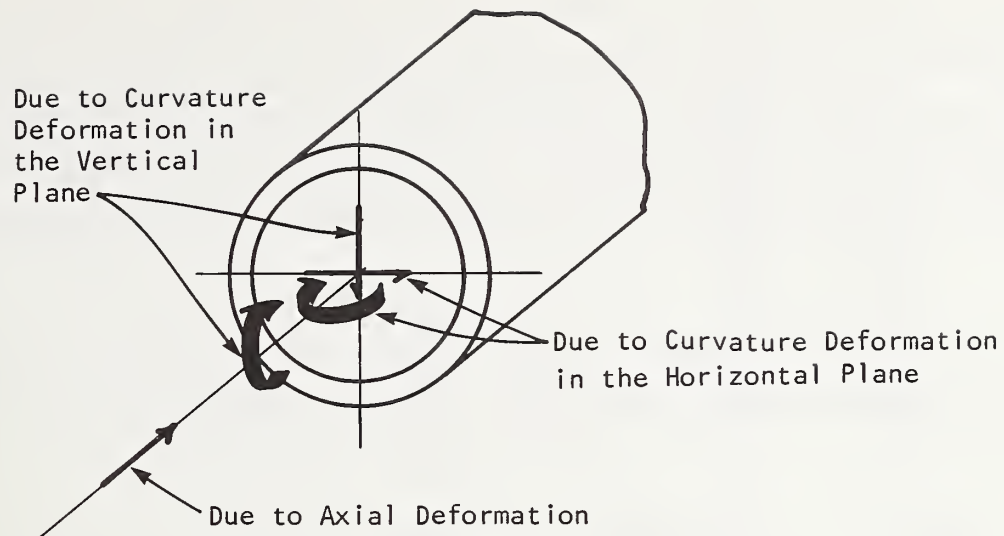 Due to Curvature
Deformation in
the Vertical
Plane
Due to Curvature Deformation
in the Horizontal Plane
Due to Axial Deformation